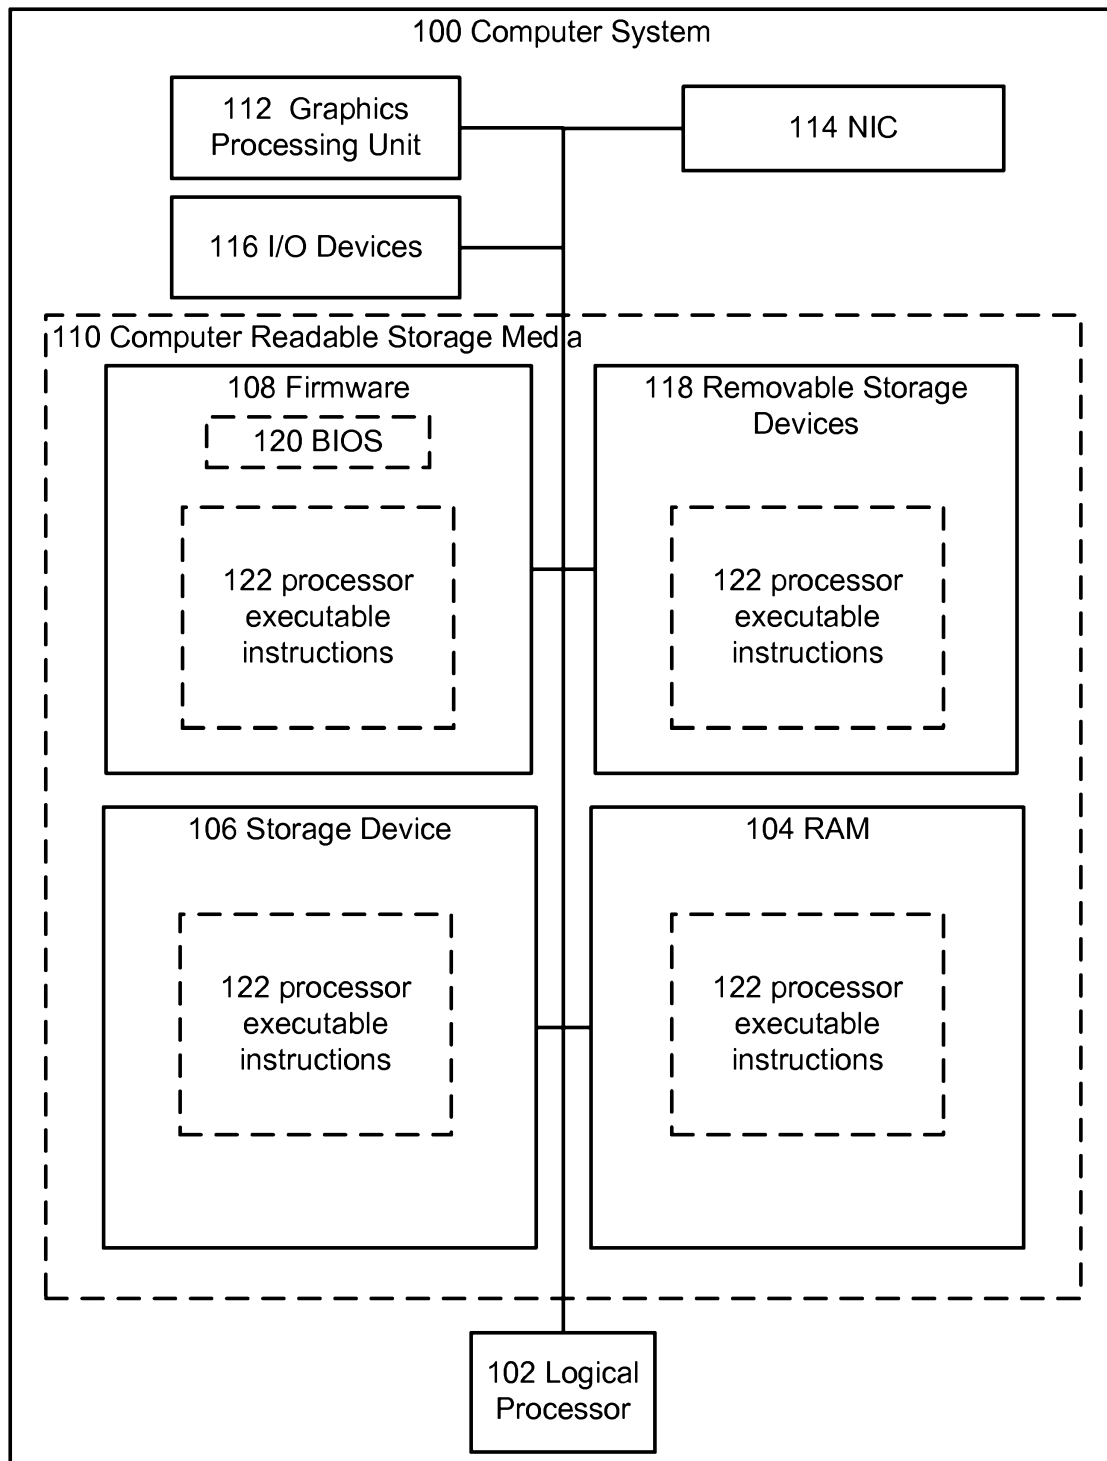 100 Computer System
112 Graphics
Processing Unit
114 NIC
116 I/O Devices
110 Computer Readable Storage Media
108 Firmware
120 BIOS
122 processor
executable
instructions
118 Removable Storage
Devices
122 processor
executable
instructions
106 Storage Device
122 processor
executable
instructions
104 RAM
122 processor
executable
instructions
102 Logical
Processor